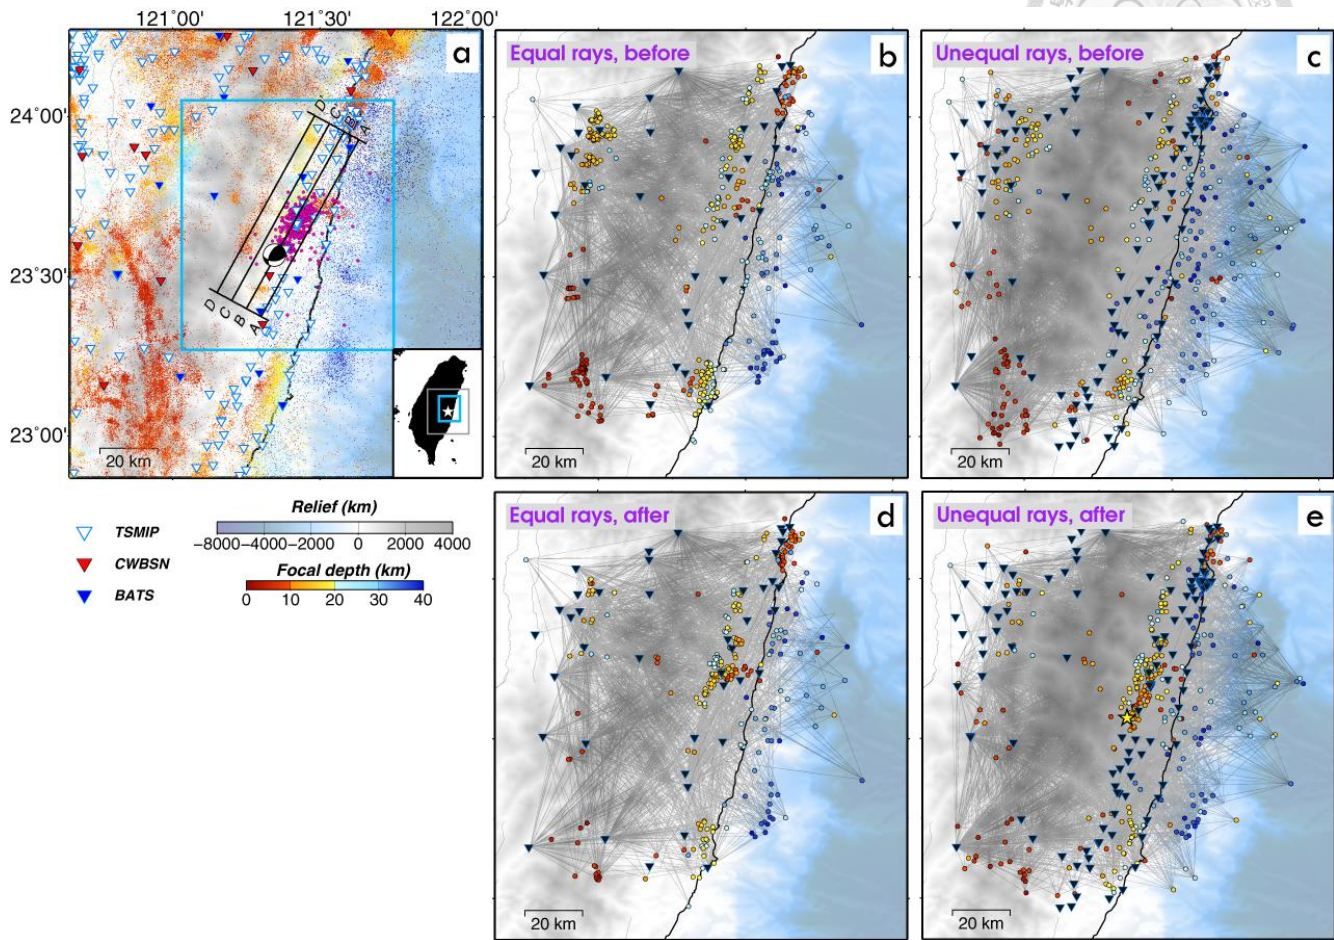 121°00' 121°30' 122°00'
a
24°00'
23°30'
23°00'
D
C
B
A
D
C
B
A
20 km
Equal rays, before
b
20 km
Unequal rays, before
c
20 km
TSMIP
CWBSN
BATS
Relief (km)
−8000 −4000 −2000 0 2000 4000
Focal depth (km)
0 10 20 30 40
Equal rays, after
d
20 km
Unequal rays, after
e
20 km